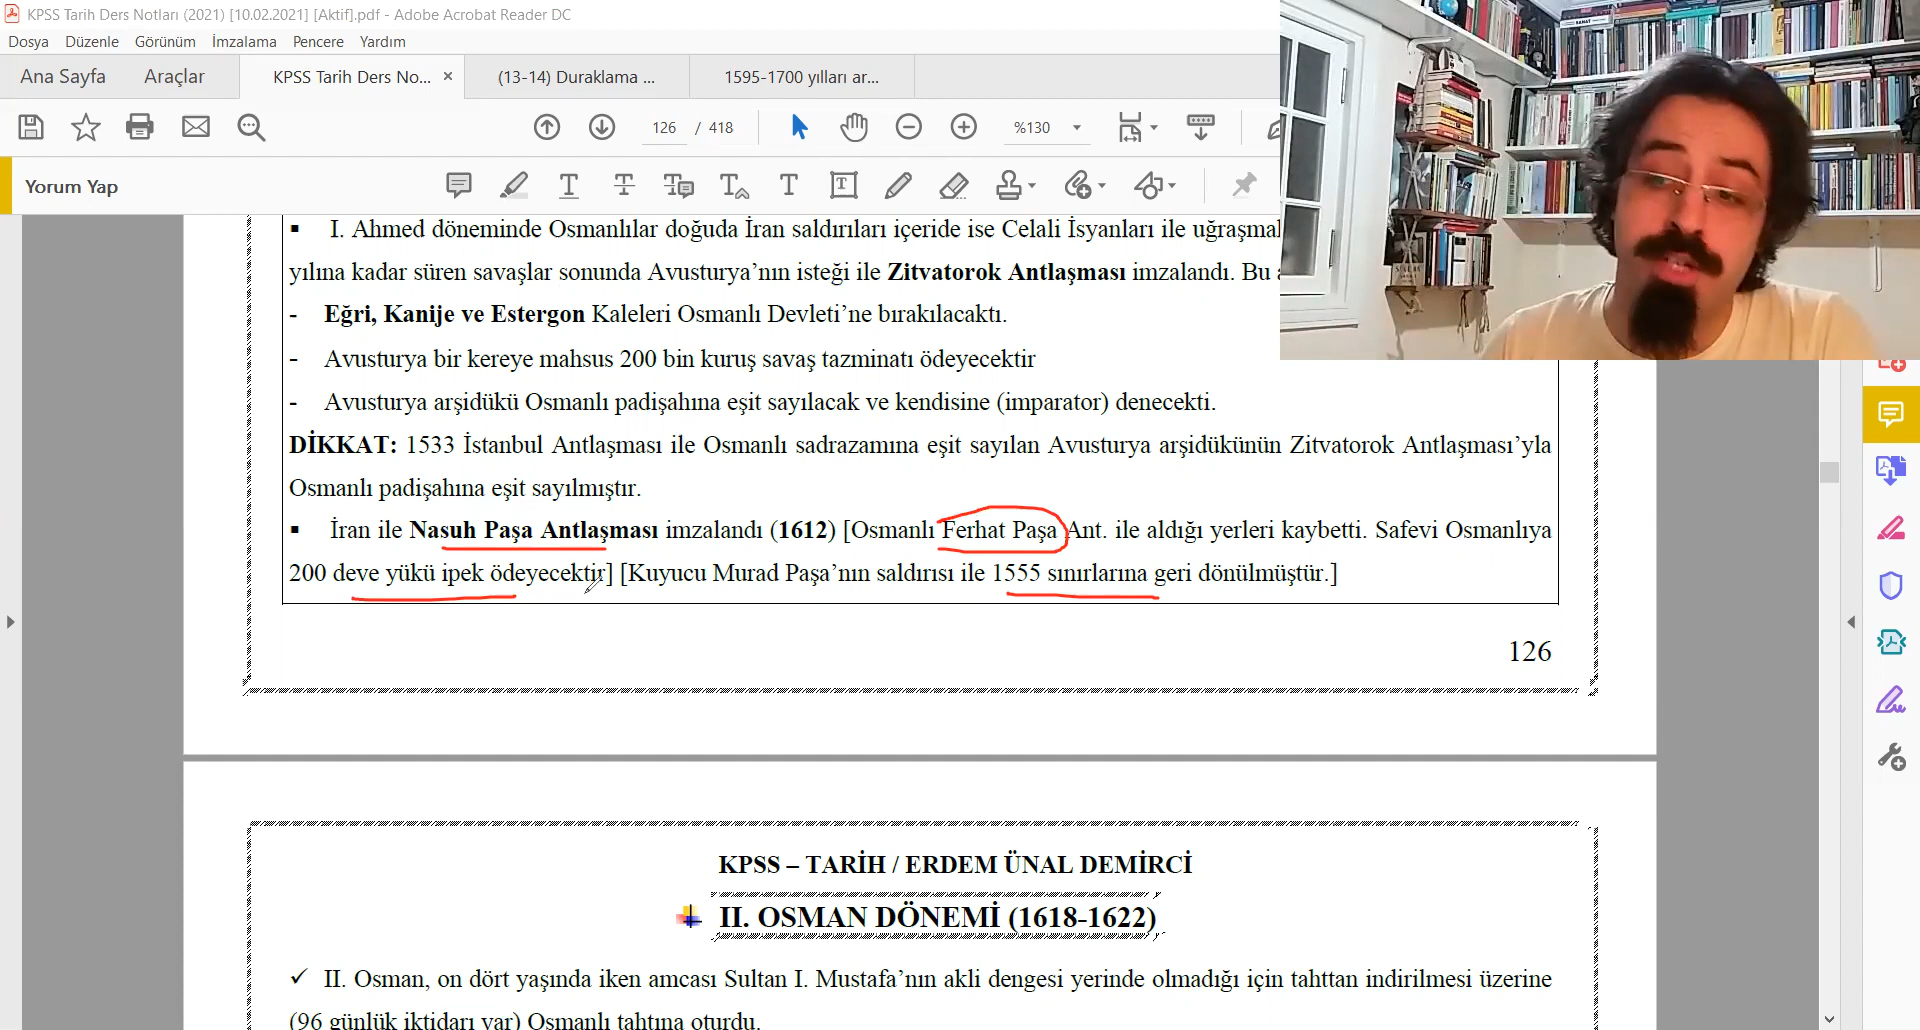 KPSS Tarih Ders Notları (2021) [10.02.2021] [Aktif].pdf - Adobe Acrobat Reader DC
Dosya Düzenle Görünüm İmzalama Pencere Yardım
Ana Sayfa Araçlar KPSS Tarih Ders No... × (13-14) Duraklama ... 1595-1700 yılları ar...
126 / 418 %130
Yorum Yap
I. Ahmed döneminde Osmanlılar doğuda İran saldırıları içeride ise Celali İsyanları ile
yılına kadar süren savaşlar sonunda Avusturya’nın isteği ile Zitvatorok Antlaşması imzalandı. Bu
- Eğri, Kanije ve Estergon Kaleleri Osmanlı Devleti’ne bırakılacaktı.
- Avusturya bir kereye mahsus 200 bin kuruş savaş tazminatı ödeyecektir
- Avusturya arşidükü Osmanlı padişahına eşit sayılacak ve kendisine (imparator) denecekti.
DİKKAT: 1533 İstanbul Antlaşması ile Osmanlı sadrazamına eşit sayılan Avusturya arşidükünün Zitvatorok Antlaşması’yla
Osmanlı padişahına eşit sayılmıştır.
▪ İran ile Nasuh Paşa Antlaşması imzalandı (1612) [Osmanlı Ferhat Paşa Ant. ile aldığı yerleri kaybetti. Safevi Osmanlıya
200 deve yükü ipek ödeyecektir] [Kuyucu Murad Paşa’nın saldırısı ile 1555 sınırlarına geri dönülmüştür.]
126
KPSS – TARİH / ERDEM ÜNAL DEMİRCİ
II. OSMAN DÖNEMİ (1618-1622)
✓ II. Osman, on dört yaşında iken amcası Sultan I. Mustafa’nın akli dengesi yerinde olmadığı için tahttan indirilmesi üzerine
(96 günlük iktidarı var) Osmanlı tahtına oturdu.